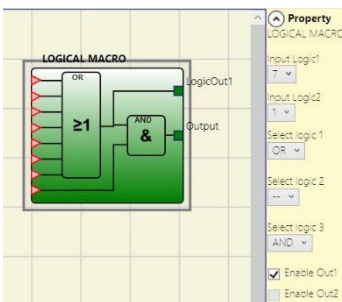 Property
LOGICAL MACRO
LOGICAL MACRO
OR
≥1
AND
&
LogicOut1
Output
Input Logic1
7
Input Logic2
1
Select logic 1
OR
Select logic 2
--
Select logic 3
AND
Enable Out1
Enable Out2